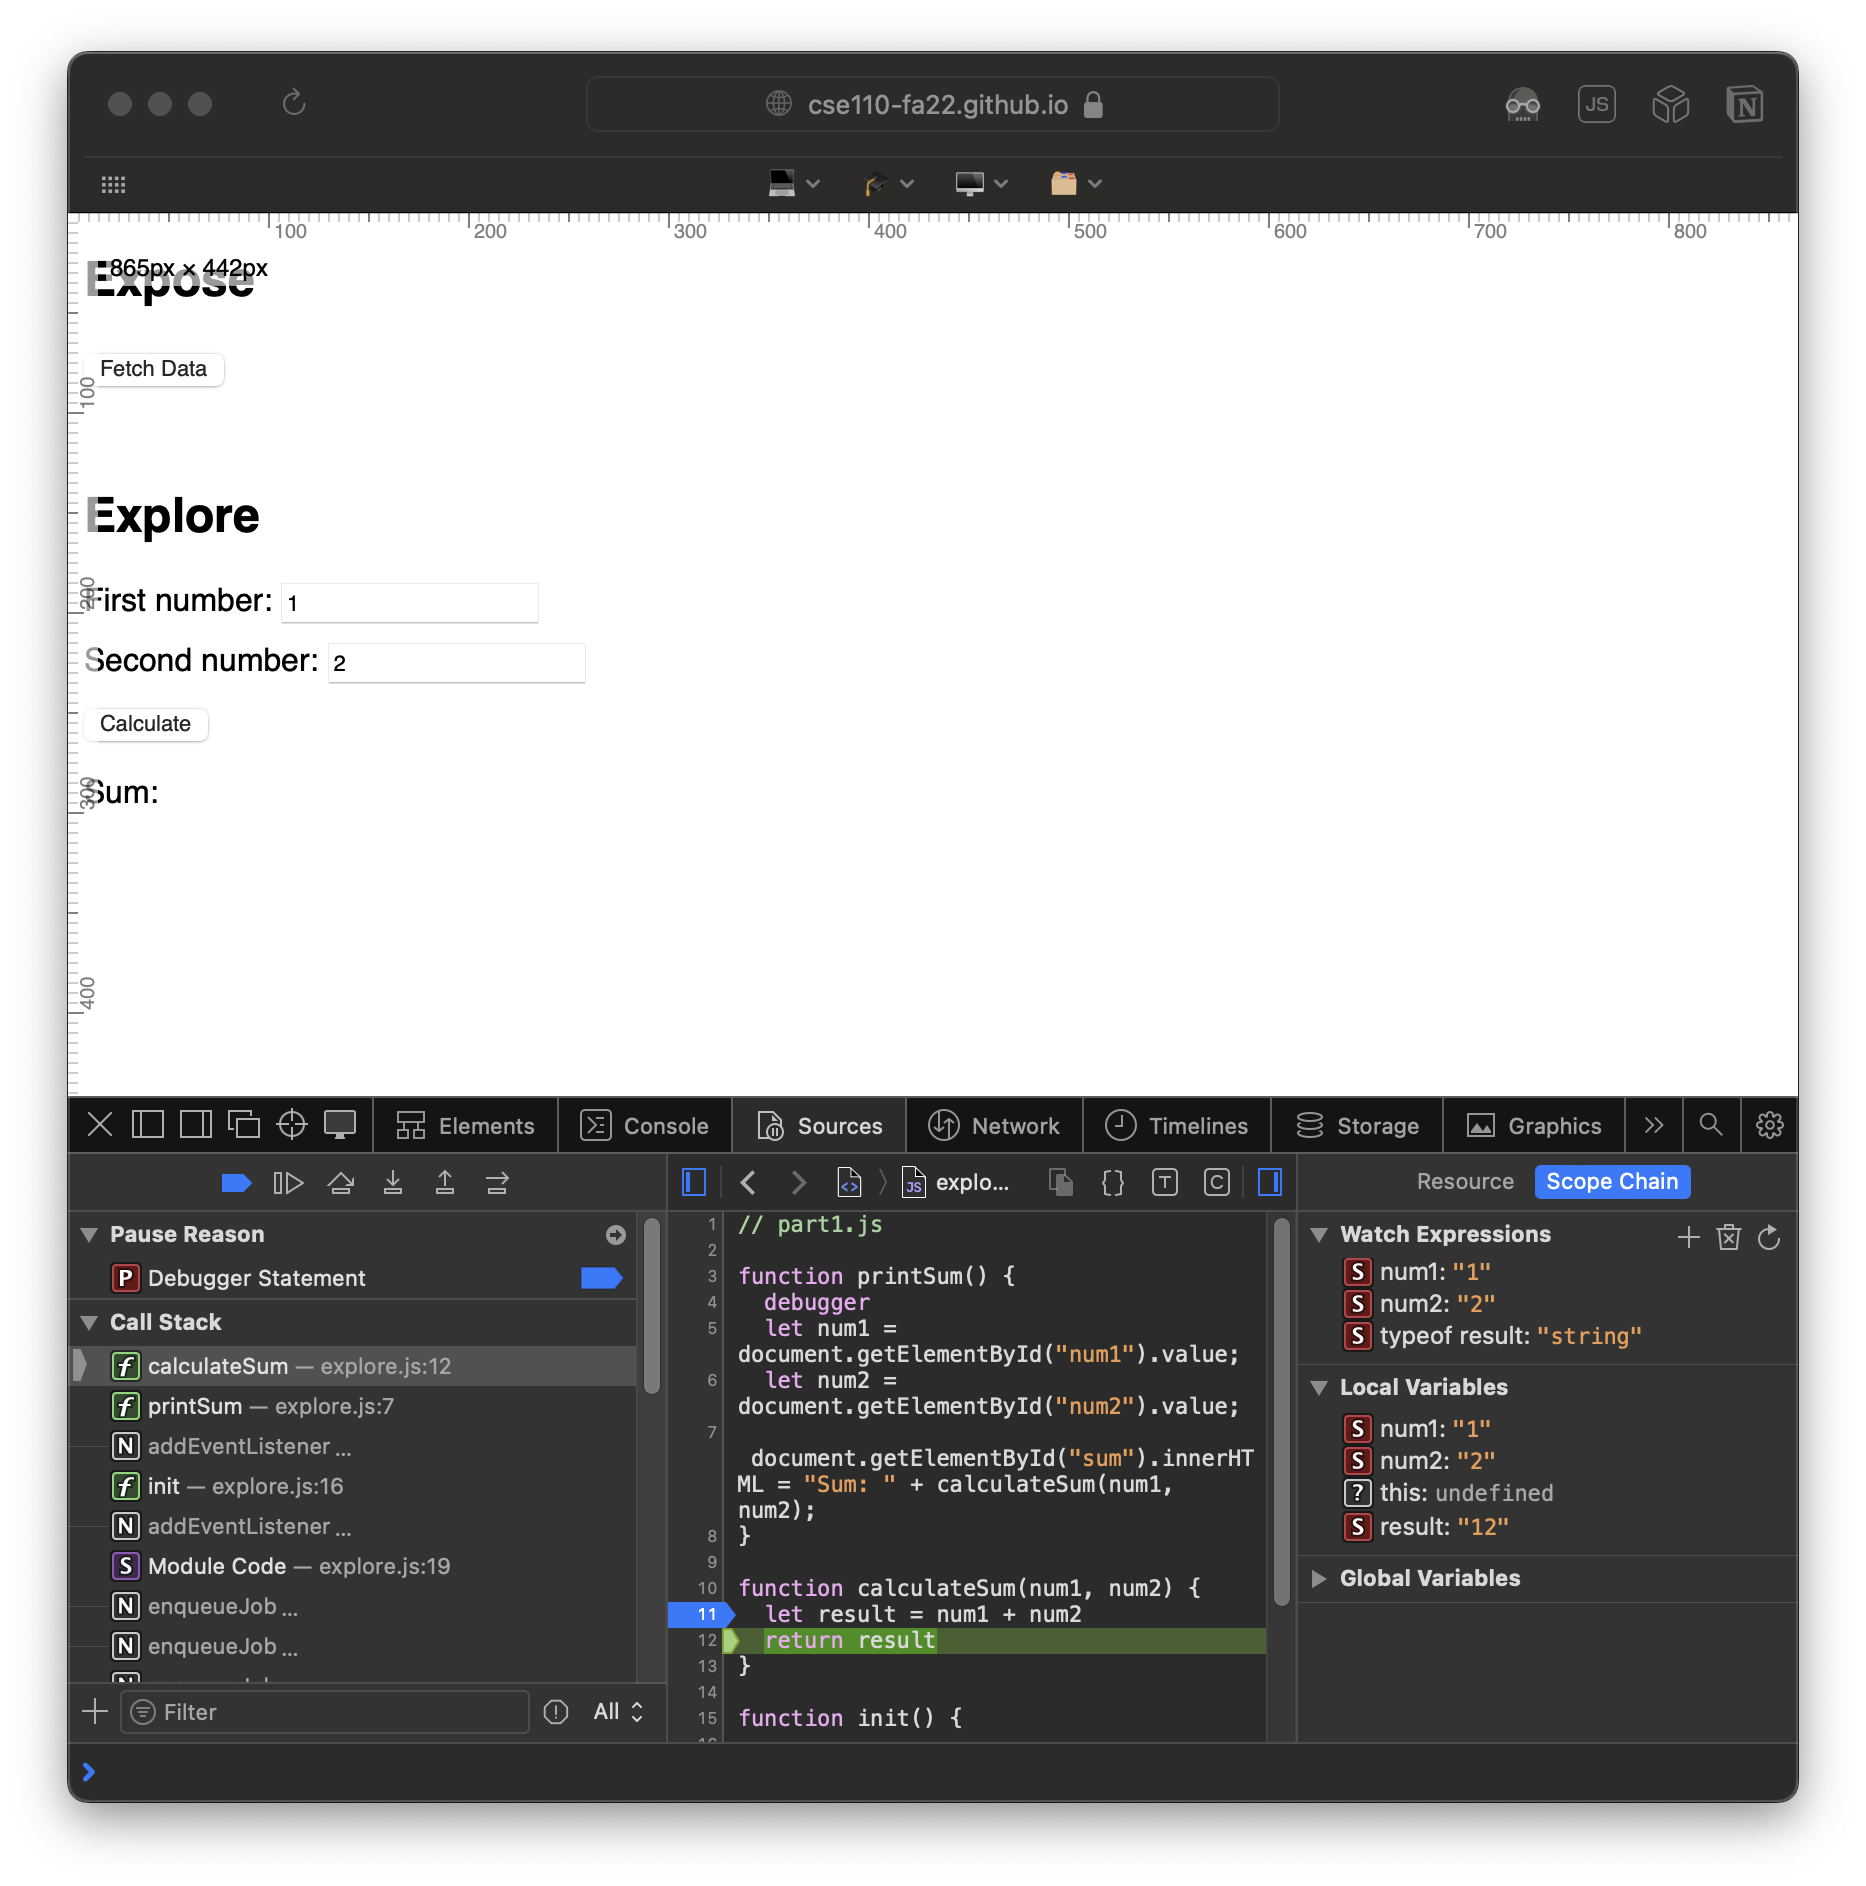 cse110-fa22.github.io
JS
N
100 200 300 400 500 600 700 800
865px × 442px
Expose
Fetch Data
100
Explore
200
First number: 1
Second number: 2
Calculate
300
Sum:
400
Elements Console Sources Network Timelines Storage Graphics
Pause Reason
P Debugger Statement
Call Stack
f calculateSum — explore.js:12
f printSum — explore.js:7
N addEventListener ...
f init — explore.js:16
N addEventListener ...
S Module Code — explore.js:19
N enqueueJob ...
N enqueueJob ...
Filter All
JS explo... {} T C
1 // part1.js
2
3 function printSum() {
4 debugger
5 let num1 =
document.getElementById("num1").value;
6 let num2 =
document.getElementById("num2").value;
7
document.getElementById("sum").innerHT
ML = "Sum: " + calculateSum(num1,
num2);
8 }
9
10 function calculateSum(num1, num2) {
11 let result = num1 + num2
12 return result
13 }
14
15 function init() {
Resource Scope Chain
Watch Expressions
S num1: "1"
S num2: "2"
S typeof result: "string"
Local Variables
S num1: "1"
S num2: "2"
? this: undefined
S result: "12"
Global Variables